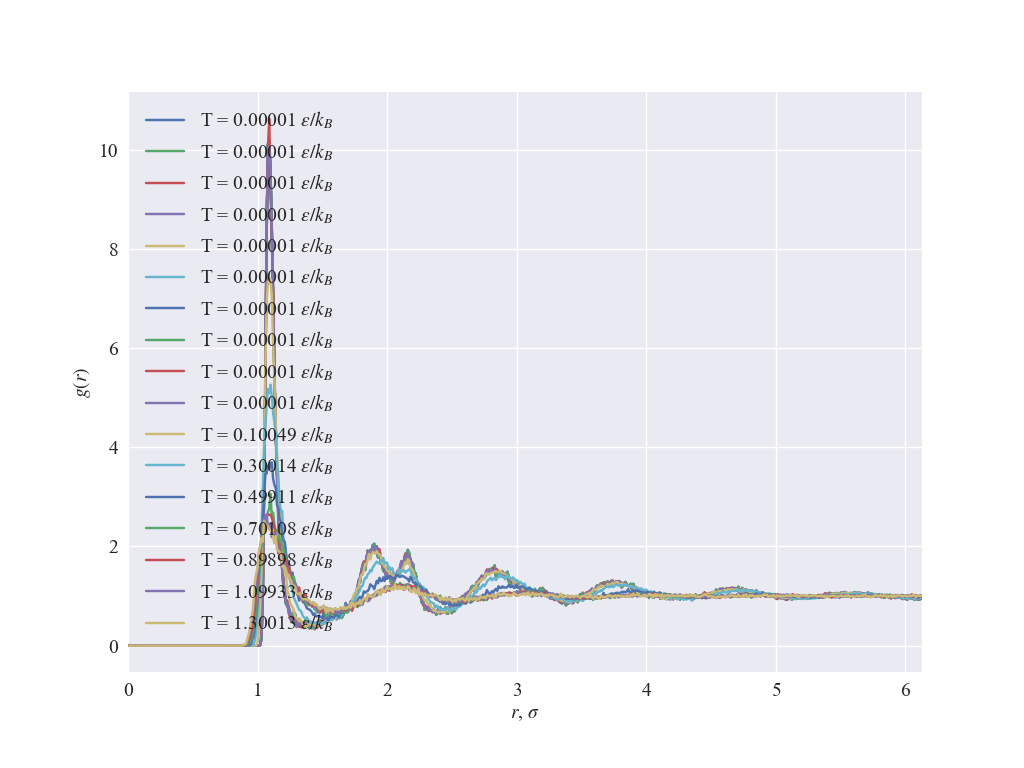 T = 0.00001 ε/k_B
T = 0.00001 ε/k_B
T = 0.00001 ε/k_B
T = 0.00001 ε/k_B
T = 0.00001 ε/k_B
T = 0.00001 ε/k_B
T = 0.00001 ε/k_B
T = 0.00001 ε/k_B
T = 0.00001 ε/k_B
T = 0.00001 ε/k_B
T = 0.10049 ε/k_B
T = 0.30014 ε/k_B
T = 0.49911 ε/k_B
T = 0.70108 ε/k_B
T = 0.89898 ε/k_B
T = 1.09933 ε/k_B
T = 1.30013 ε/k_B
10
8
6
4
2
0
g(r)
0 1 2 3 4 5 6
r, σ